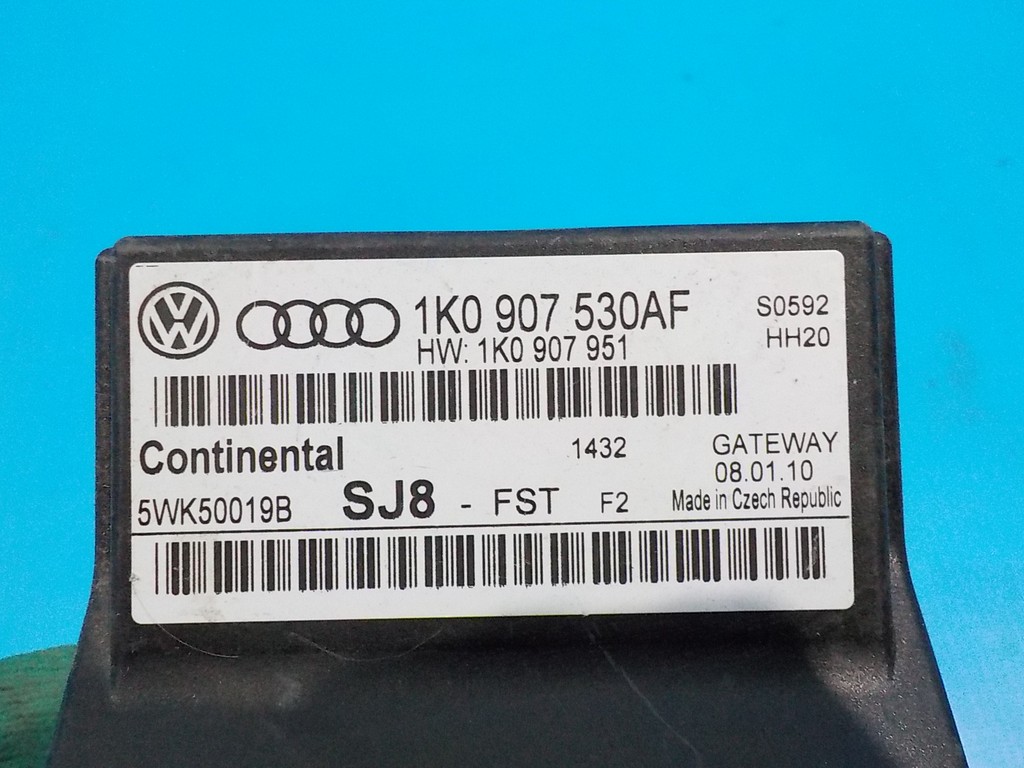 1K0 907 530AF S0592
HW: 1K0 907 951 HH20
Continental 1432 GATEWAY
08.01.10
5WK50019B SJ8 - FST F2 Made in Czech Republic